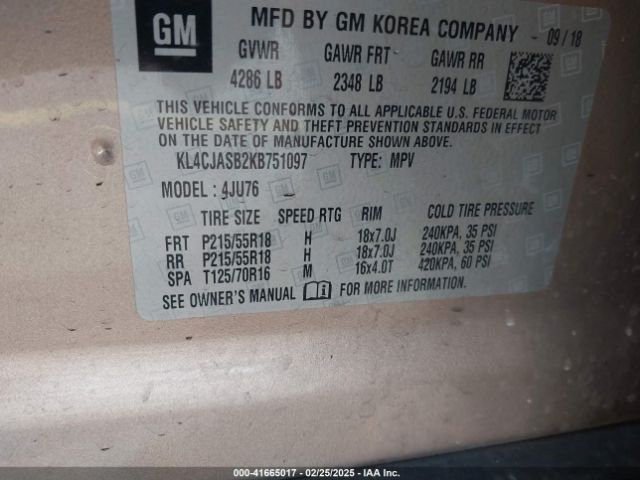 GM
MFD BY GM KOREA COMPANY 09/18
GVWR GAWR FRT GAWR RR
4286 LB 2348 LB 2194 LB
THIS VEHICLE CONFORMS TO ALL APPLICABLE U.S. FEDERAL MOTOR
VEHICLE SAFETY AND THEFT PREVENTION STANDARDS IN EFFECT
ON THE DATE OF MANUFACTURE SHOWN ABOVE.
KL4CJASB2KB751097 TYPE: MPV
MODEL: 4JU76
TIRE SIZE SPEED RTG RIM COLD TIRE PRESSURE
FRT P215/55R18 H 18x7.0J 240KPA, 35 PSI
RR P215/55R18 H 18x7.0J 240KPA, 35 PSI
SPA T125/70R16 M 16x4.0T 420KPA, 60 PSI
SEE OWNER'S MANUAL FOR MORE INFORMATION.
000-41665017 - 02/25/2025 - IAA Inc.